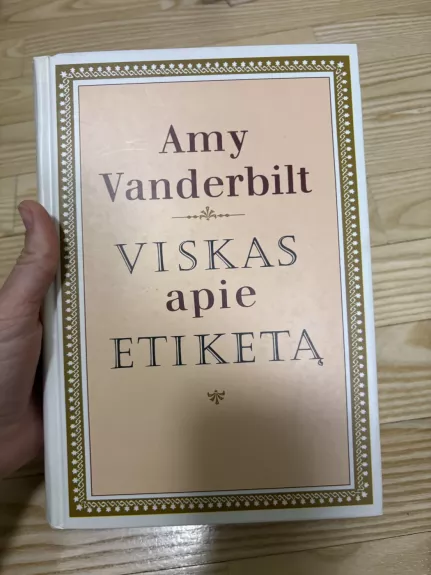 Amy
Vanderbilt
VISKAS
apie
ETIKETĄ